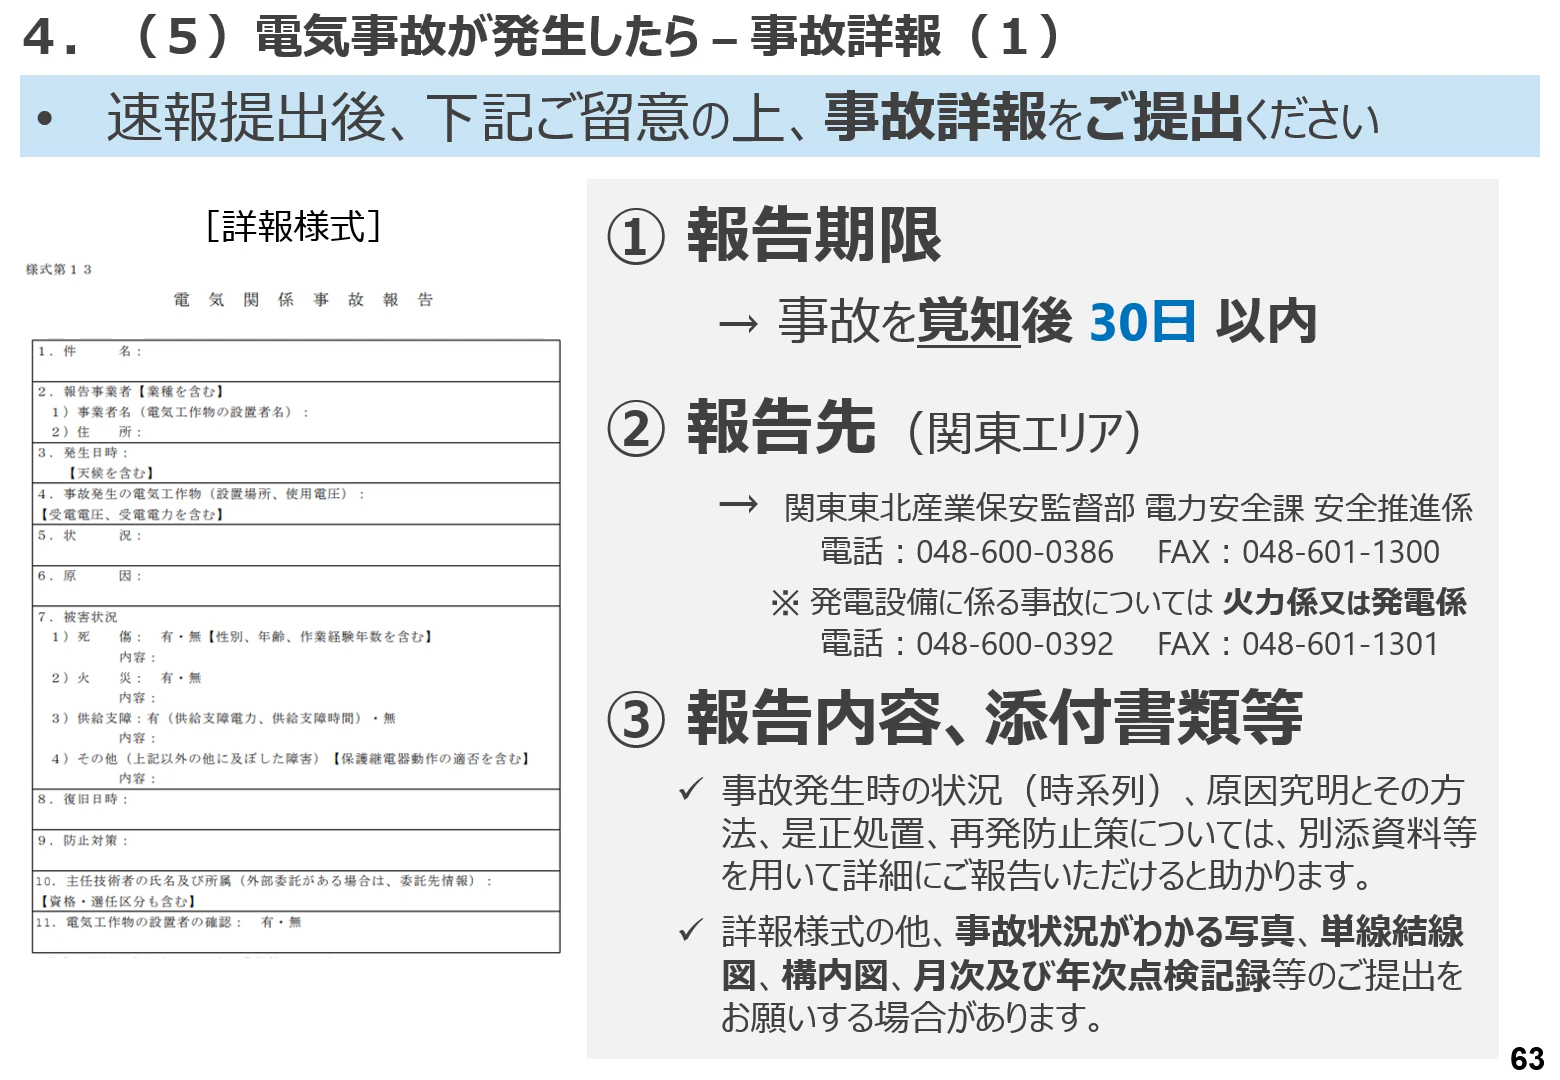 ４．（５）電気事故が発生したら – 事故詳報（１）
• 速報提出後、下記ご留意の上、事故詳報をご提出ください
［詳報様式］
様式第１３
電　気　関　係　事　故　報　告
１．件　　名：
２．報告事業者【業種を含む】
１）事業者名（電気工作物の設置者名）：
２）住　　所：
３．発生日時：
【天候を含む】
４．事故発生の電気工作物（設置場所、使用電圧）：
【受電電圧、受電電力を含む】
５．状　　況：
６．原　　因：
７．被害状況
１）死　　傷：　有・無【性別、年齢、作業経験年数を含む】
内容：
２）火　　災：　有・無
内容：
３）供給支障：有（供給支障電力、供給支障時間）・無
内容：
４）その他（上記以外の他に及ぼした障害）【保護継電器動作の適否を含む】
内容：
８．復旧日時：
９．防止対策：
10．主任技術者の氏名及び所属（外部委託がある場合は、委託先情報）：
【資格・選任区分も含む】
11．電気工作物の設置者の確認：　有・無
① 報告期限
→ 事故を覚知後 30日 以内
② 報告先（関東エリア）
→ 関東東北産業保安監督部 電力安全課 安全推進係
電話：048-600-0386　FAX：048-601-1300
※ 発電設備に係る事故については 火力係又は発電係
電話：048-600-0392　FAX：048-601-1301
③ 報告内容、添付書類等
✓ 事故発生時の状況（時系列）、原因究明とその方
法、是正処置、再発防止策については、別添資料等
を用いて詳細にご報告いただけると助かります。
✓ 詳報様式の他、事故状況がわかる写真、単線結線
図、構内図、月次及び年次点検記録等のご提出を
お願いする場合があります。
63